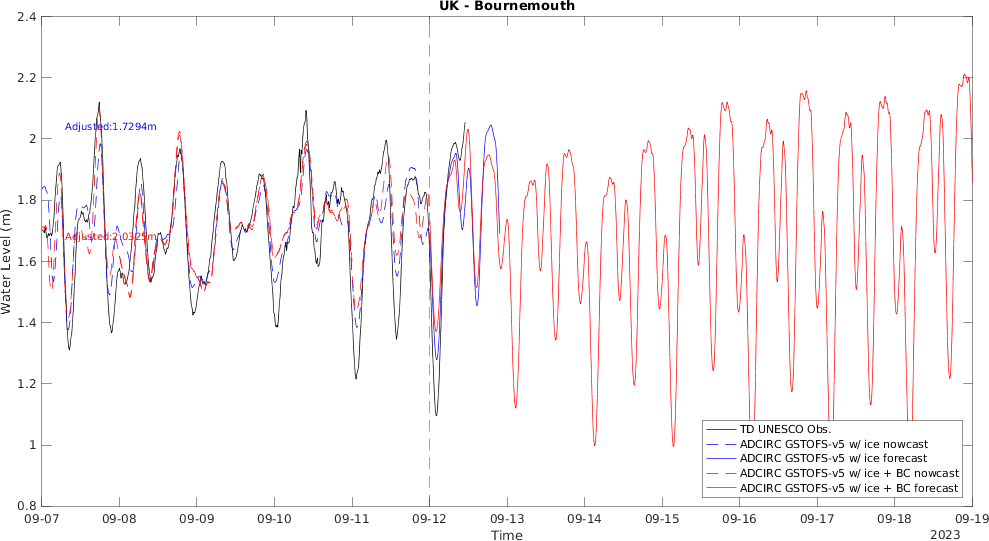 UK - Bournemouth
2.4
2.2
2
1.8
1.6
1.4
1.2
1
0.8
Water Level (m)
Adjusted:1.7294m
Adjusted:2.0325m
TD UNESCO Obs.
ADCIRC GSTOFS-v5 w/ ice nowcast
ADCIRC GSTOFS-v5 w/ ice forecast
ADCIRC GSTOFS-v5 w/ ice + BC nowcast
ADCIRC GSTOFS-v5 w/ ice + BC forecast
09-07 09-08 09-09 09-10 09-11 09-12 09-13 09-14 09-15 09-16 09-17 09-18 09-19
Time
2023